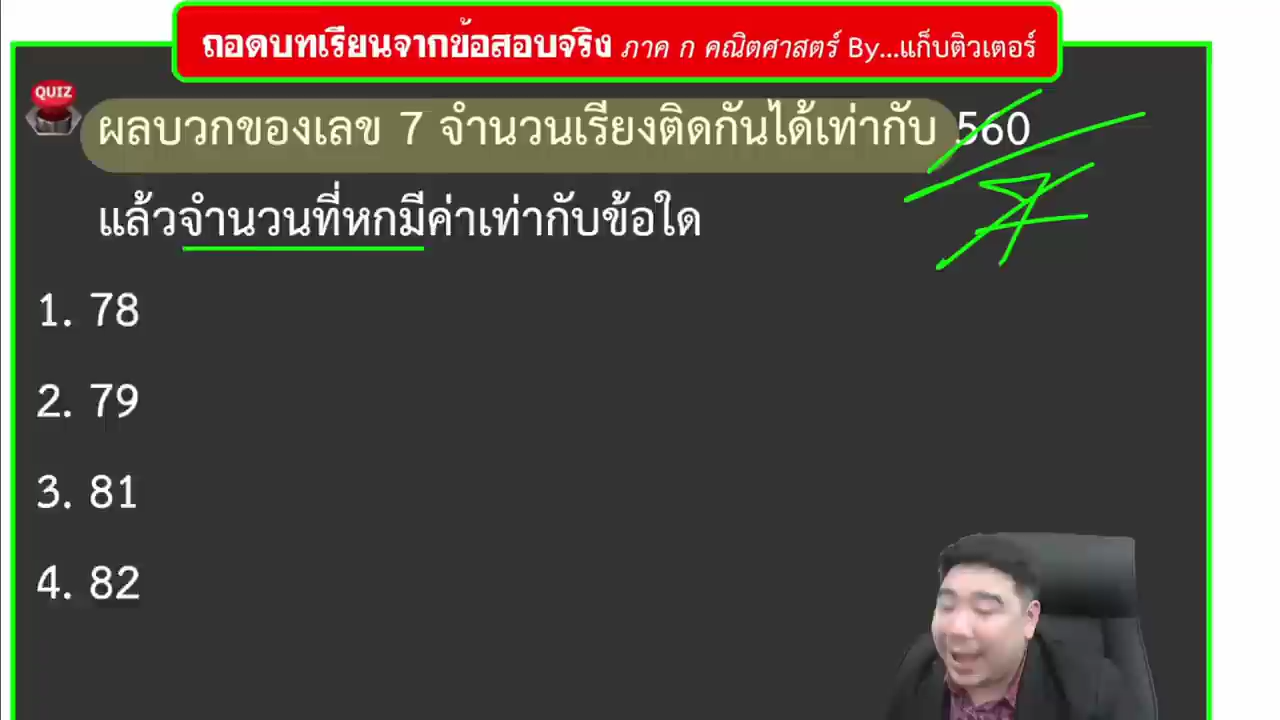 ถอดบทเรียนจากข้อสอบจริง ภาค ก คณิตศาสตร์ By...แก็บติวเตอร์
QUIZ
ผลบวกของเลข 7 จำนวนเรียงติดกันได้เท่ากับ 560
7
แล้วจำนวนที่หกมีค่าเท่ากับข้อใด
1. 78
2. 79
3. 81
4. 82